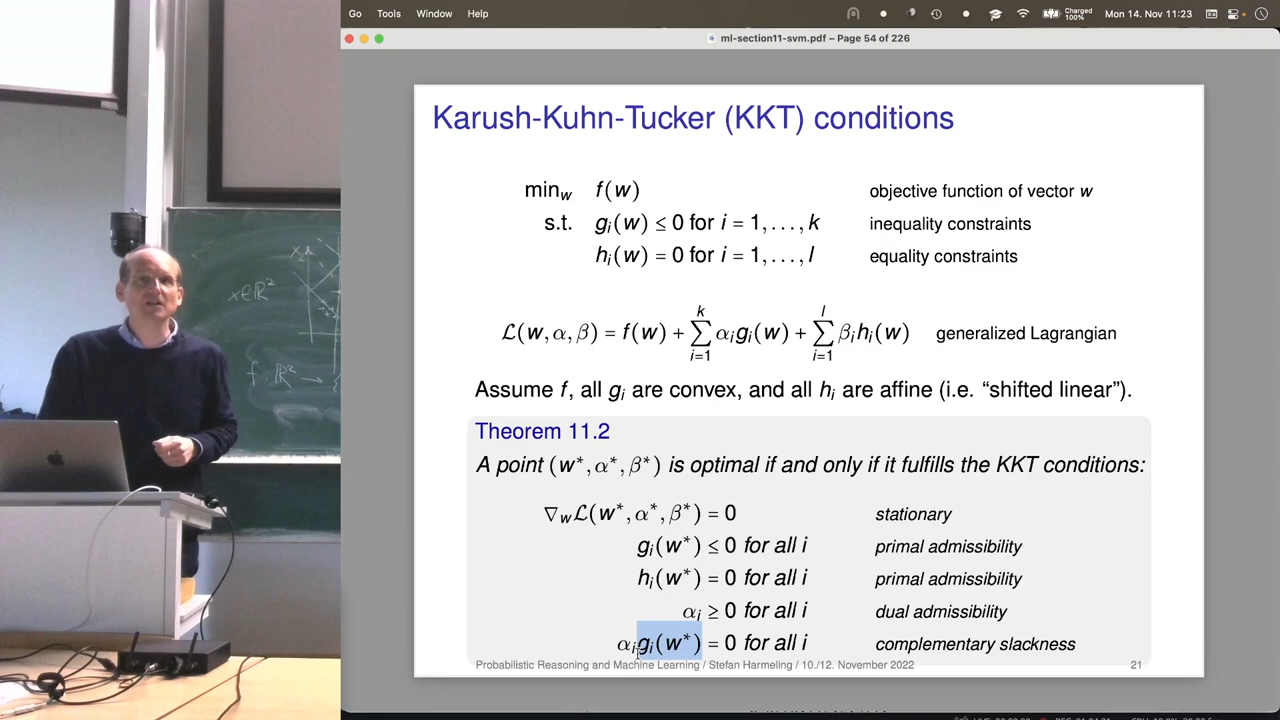 Go Tools Window Help
Charged 100% Mon 14. Nov 11:23
ml-section11-svm.pdf – Page 54 of 226
Karush-Kuhn-Tucker (KKT) conditions
min_w f(w) objective function of vector w
s.t. g_i(w) ≤ 0 for i = 1, . . . , k inequality constraints
h_i(w) = 0 for i = 1, . . . , l equality constraints
ℒ(w, α, β) = f(w) + ∑_{i=1}^{k} α_i g_i(w) + ∑_{i=1}^{l} β_i h_i(w) generalized Lagrangian
Assume f, all g_i are convex, and all h_i are affine (i.e. “shifted linear”).
Theorem 11.2
A point (w*, α*, β*) is optimal if and only if it fulfills the KKT conditions:
∇_w ℒ(w*, α*, β*) = 0 stationary
g_i(w*) ≤ 0 for all i primal admissibility
h_i(w*) = 0 for all i primal admissibility
α_i ≥ 0 for all i dual admissibility
α_i g_i(w*) = 0 for all i complementary slackness
Probabilistic Reasoning and Machine Learning / Stefan Harmeling / 10./12. November 2022 21
x∈ℝ²
f: ℝ² →